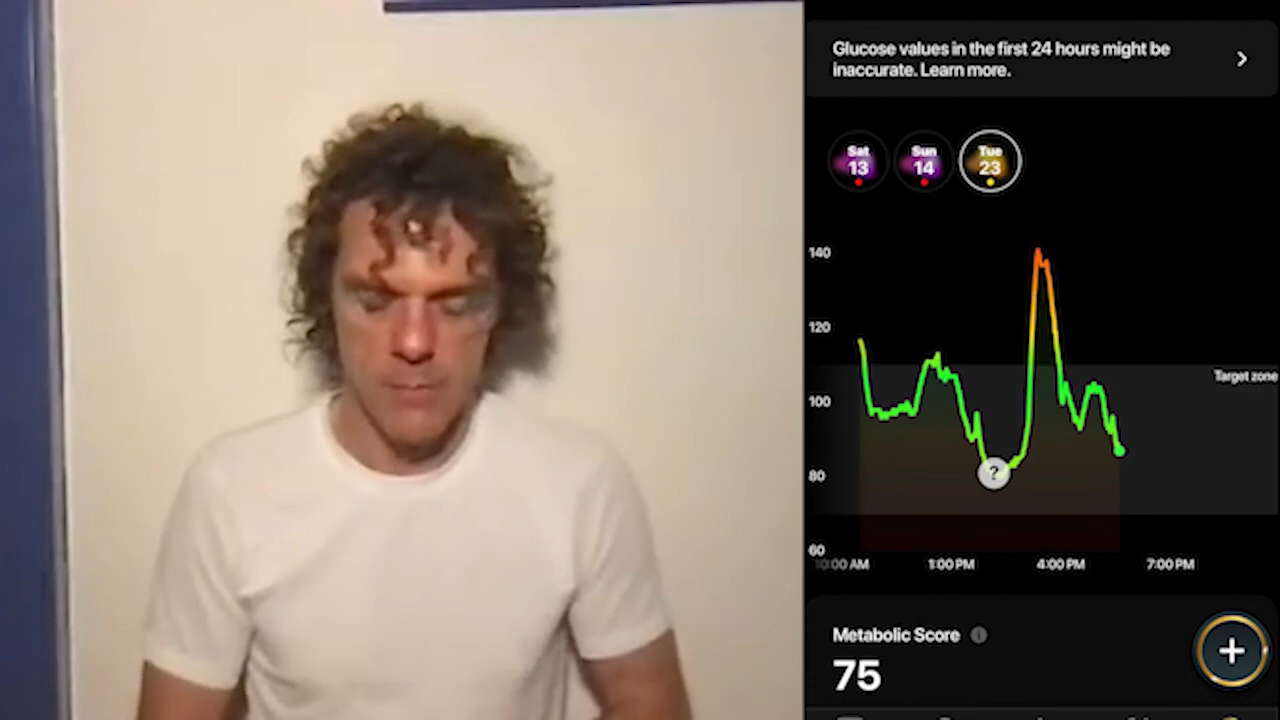 Glucose values in the first 24 hours might be
inaccurate. Learn more.
Sat
13
Sun
14
Tue
23
140
120
Target zone
100
80
?
60
10:00 AM
1:00 PM
4:00 PM
7:00 PM
Metabolic Score
75